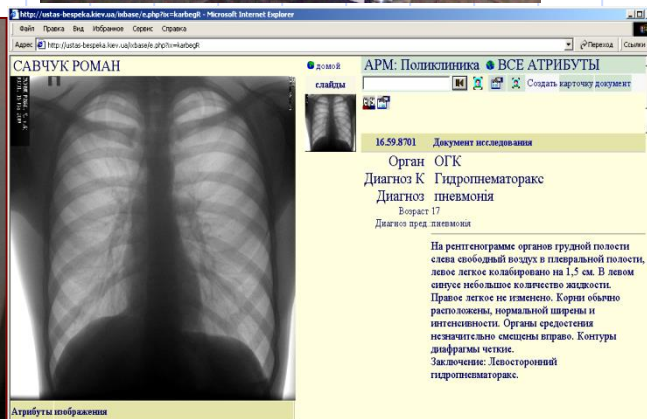 http://ustas-bespeka.kiev.ua/ixbase/e.php?ix=karbegR - Microsoft Internet Explorer
Файл Правка Вид Избранное Сервис Справка
Адрес http://ustas-bespeka.kiev.ua/ixbase/e.php?ix=karbegR Переход Ссылки
САВЧУК РОМАН
домой
слайды
АРМ: Поликлиника ВСЕ АТРИБУТЫ
Создать карточку документ
16.59.8701 Документ исследования
Орган ОГК
Диагноз К Гидропнематоракс
Диагноз пневмонія
Возраст 17
Диагноз пред. пневмонія
На рентгенограмме органов грудной полости
слева свободный воздух в плевральной полости,
левое легкое колабировано на 1,5 см. В левом
синусе небольшое количество жидкости.
Правое легкое не изменено. Корни обычно
расположены, нормальной ширены и
интенсивности. Органы средостения
незначительно смещены вправо. Контуры
диафрагмы четкие.
Заключение: Левосторонний
гидропневматоракс.
Атрибуты изображения